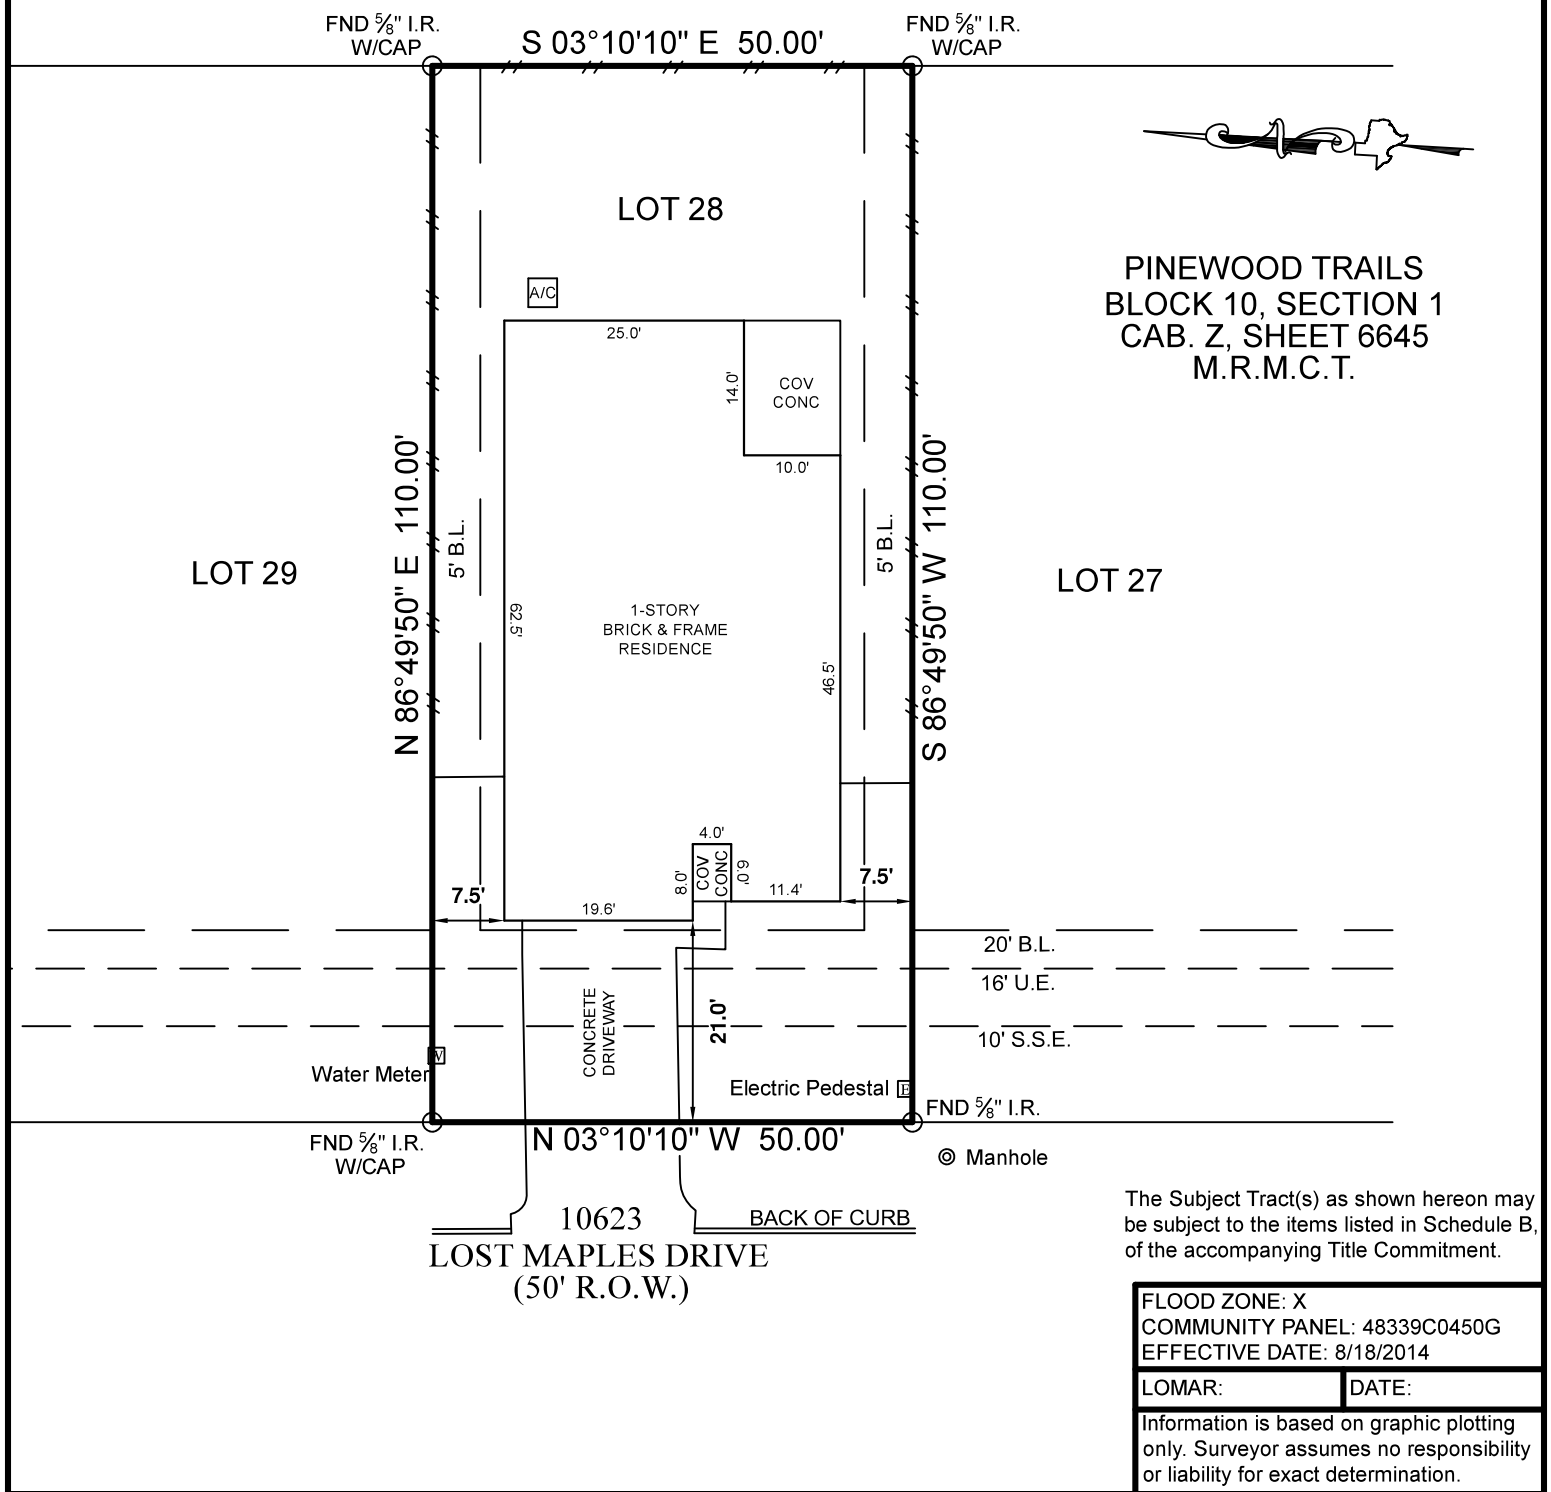 FND 5/8" I.R.
W/CAP
S 03°10'10" E 50.00'
FND 5/8" I.R.
W/CAP
LOT 28
PINEWOOD TRAILS
BLOCK 10, SECTION 1
CAB. Z, SHEET 6645
M.R.M.C.T.
A/C
25.0'
14.0'
COV
CONC
10.0'
N 86°49'50" E 110.00'
5' B.L.
5' B.L.
S 86°49'50" W 110.00'
LOT 29
LOT 27
62.5'
1-STORY
BRICK & FRAME
RESIDENCE
46.5'
4.0'
8.0'
COV
CONC
6.0'
7.5'
11.4'
7.5'
19.6'
20' B.L.
16' U.E.
CONCRETE
DRIVEWAY
21.0'
10' S.S.E.
W
Water Meter
Electric Pedestal
E
FND 5/8" I.R.
FND 5/8" I.R.
W/CAP
N 03°10'10" W 50.00'
Manhole
10623
BACK OF CURB
LOST MAPLES DRIVE
(50' R.O.W.)
The Subject Tract(s) as shown hereon may
be subject to the items listed in Schedule B,
of the accompanying Title Commitment.
FLOOD ZONE: X
COMMUNITY PANEL: 48339C0450G
EFFECTIVE DATE: 8/18/2014
LOMAR:
DATE:
Information is based on graphic plotting
only. Surveyor assumes no responsibility
or liability for exact determination.